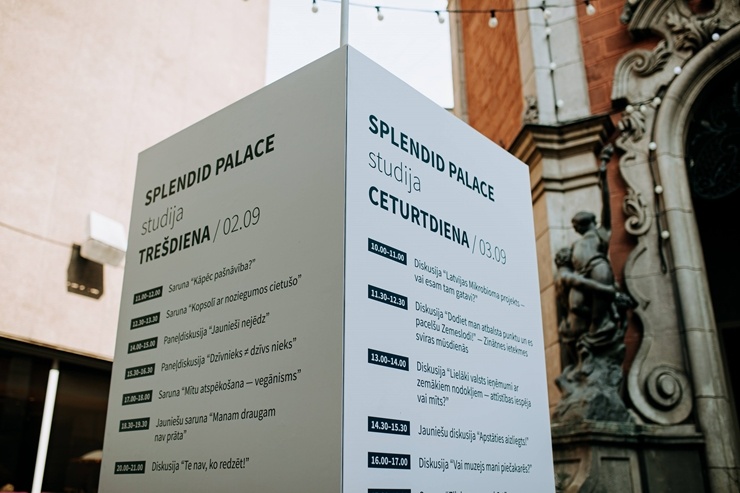 SPLENDID PALACE
studija
TREŠDIENA / 02.09
11.00–12.00 Saruna “Kāpēc pašnāvība?”
12.30–13.30 Saruna “Kopsolī ar noziegumos cietušo”
14.00–15.00 Paneļdiskusija “Jaunieši nejēdz”
15.30–16.30 Paneļdiskusija “Dzīvnieks ≠ dzīvs nieks”
17.00–18.00 Saruna “Mītu atspēkošana — vegānisms”
18.30–19.30 Jauniešu saruna “Manam draugam
nav prāta”
20.00–21.00 Diskusija “Te nav, ko redzēt!”
SPLENDID PALACE
studija
CETURTDIENA / 03.09
10.00–11.00 Diskusija “Latvijas Mikrobioma projekts —
vai esam tam gatavi?”
11.30–12.30 Diskusija “Dodiet man atbalsta punktu un es
pacelšu Zemeslodi!” — Zinātnes ietekmes
sviras mūsdienās
13.00–14.00 Diskusija “Lielāki valsts ieņēmumi ar
zemākiem nodokļiem — attīstības iespēja
vai mīts?”
14.30–15.30 Jauniešu diskusija “Apstāties aizliegts!”
16.00–17.00 Diskusija “Vai muzejs mani piečakarēs?”